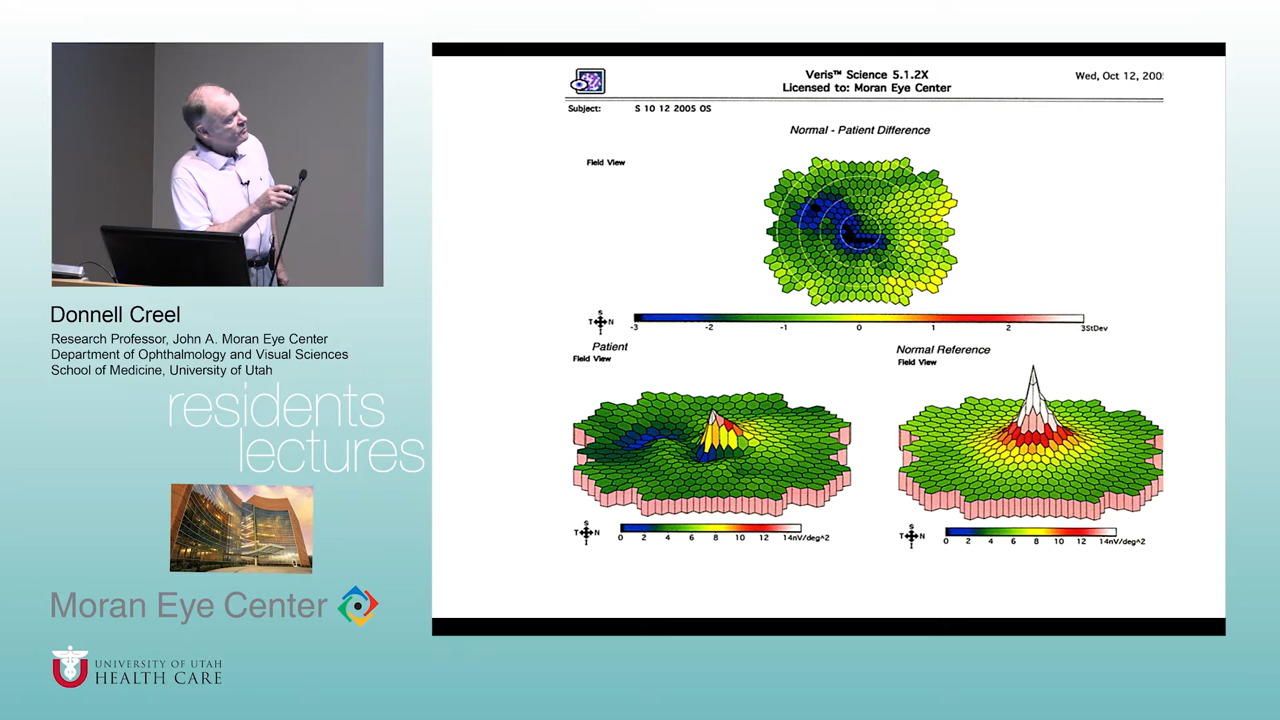 Veris™ Science 5.1.2X
Wed, Oct 12, 200
Licensed to: Moran Eye Center
Subject: S 10 12 2005 OS
Normal - Patient Difference
Field View
S
T N
I
-3 -2 -1 0 1 2 3StDev
Patient
Field View
Normal Reference
Field View
S
T N
I
0 2 4 6 8 10 12 14nV/deg^2
S
T N
I
0 2 4 6 8 10 12 14nV/deg^2
Donnell Creel
Research Professor, John A. Moran Eye Center
Department of Ophthalmology and Visual Sciences
School of Medicine, University of Utah
residents
lectures
Moran Eye Center
U
UNIVERSITY OF UTAH
HEALTH CARE